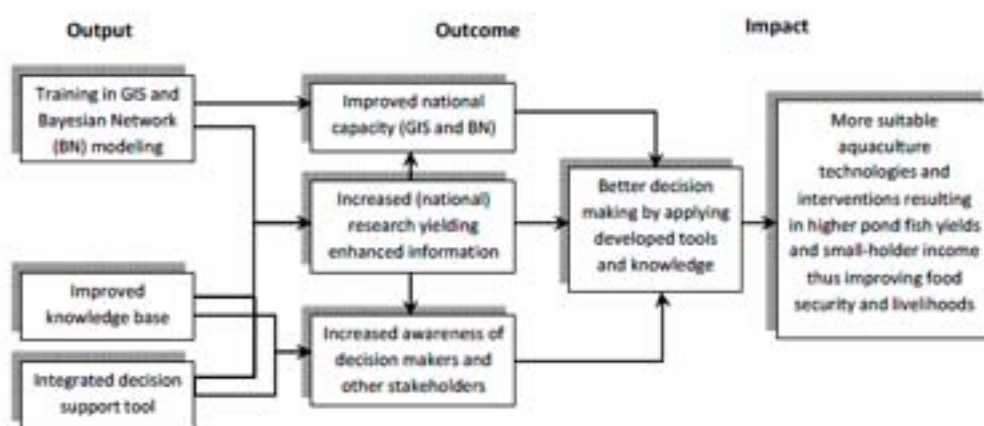 Output
Outcome
Impact
Training in GIS and
Bayesian Network
(BN) modeling
Improved
knowledge base
Integrated decision
support tool
Improved national
capacity (GIS and BN)
Increased (national)
research yielding
enhanced information
Increased awareness of
decision makers and
other stakeholders
Better decision
making by applying
developed tools
and knowledge
More suitable
aquaculture
technologies and
interventions resulting
in higher pond fish yields
and small-holder income
thus improving food
security and livelihoods